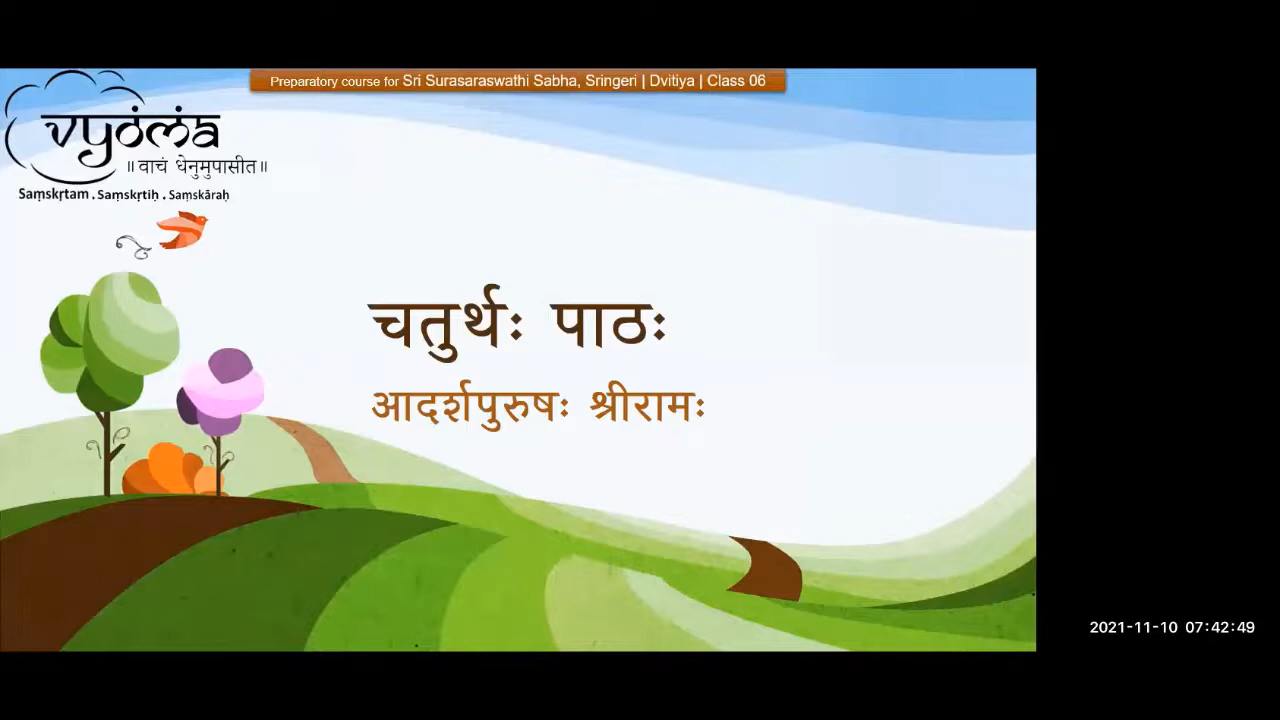 Preparatory course for Sri Surasaraswathi Sabha, Sringeri | Dvitiya | Class 06
vyoma
॥ वाचं धेनुमुपासीत॥
Saṃskṛtam . Saṃskṛtiḥ . Saṃskāraḥ
चतुर्थः पाठः
आदर्शपुरुषः श्रीरामः
2021-11-10 07:42:49